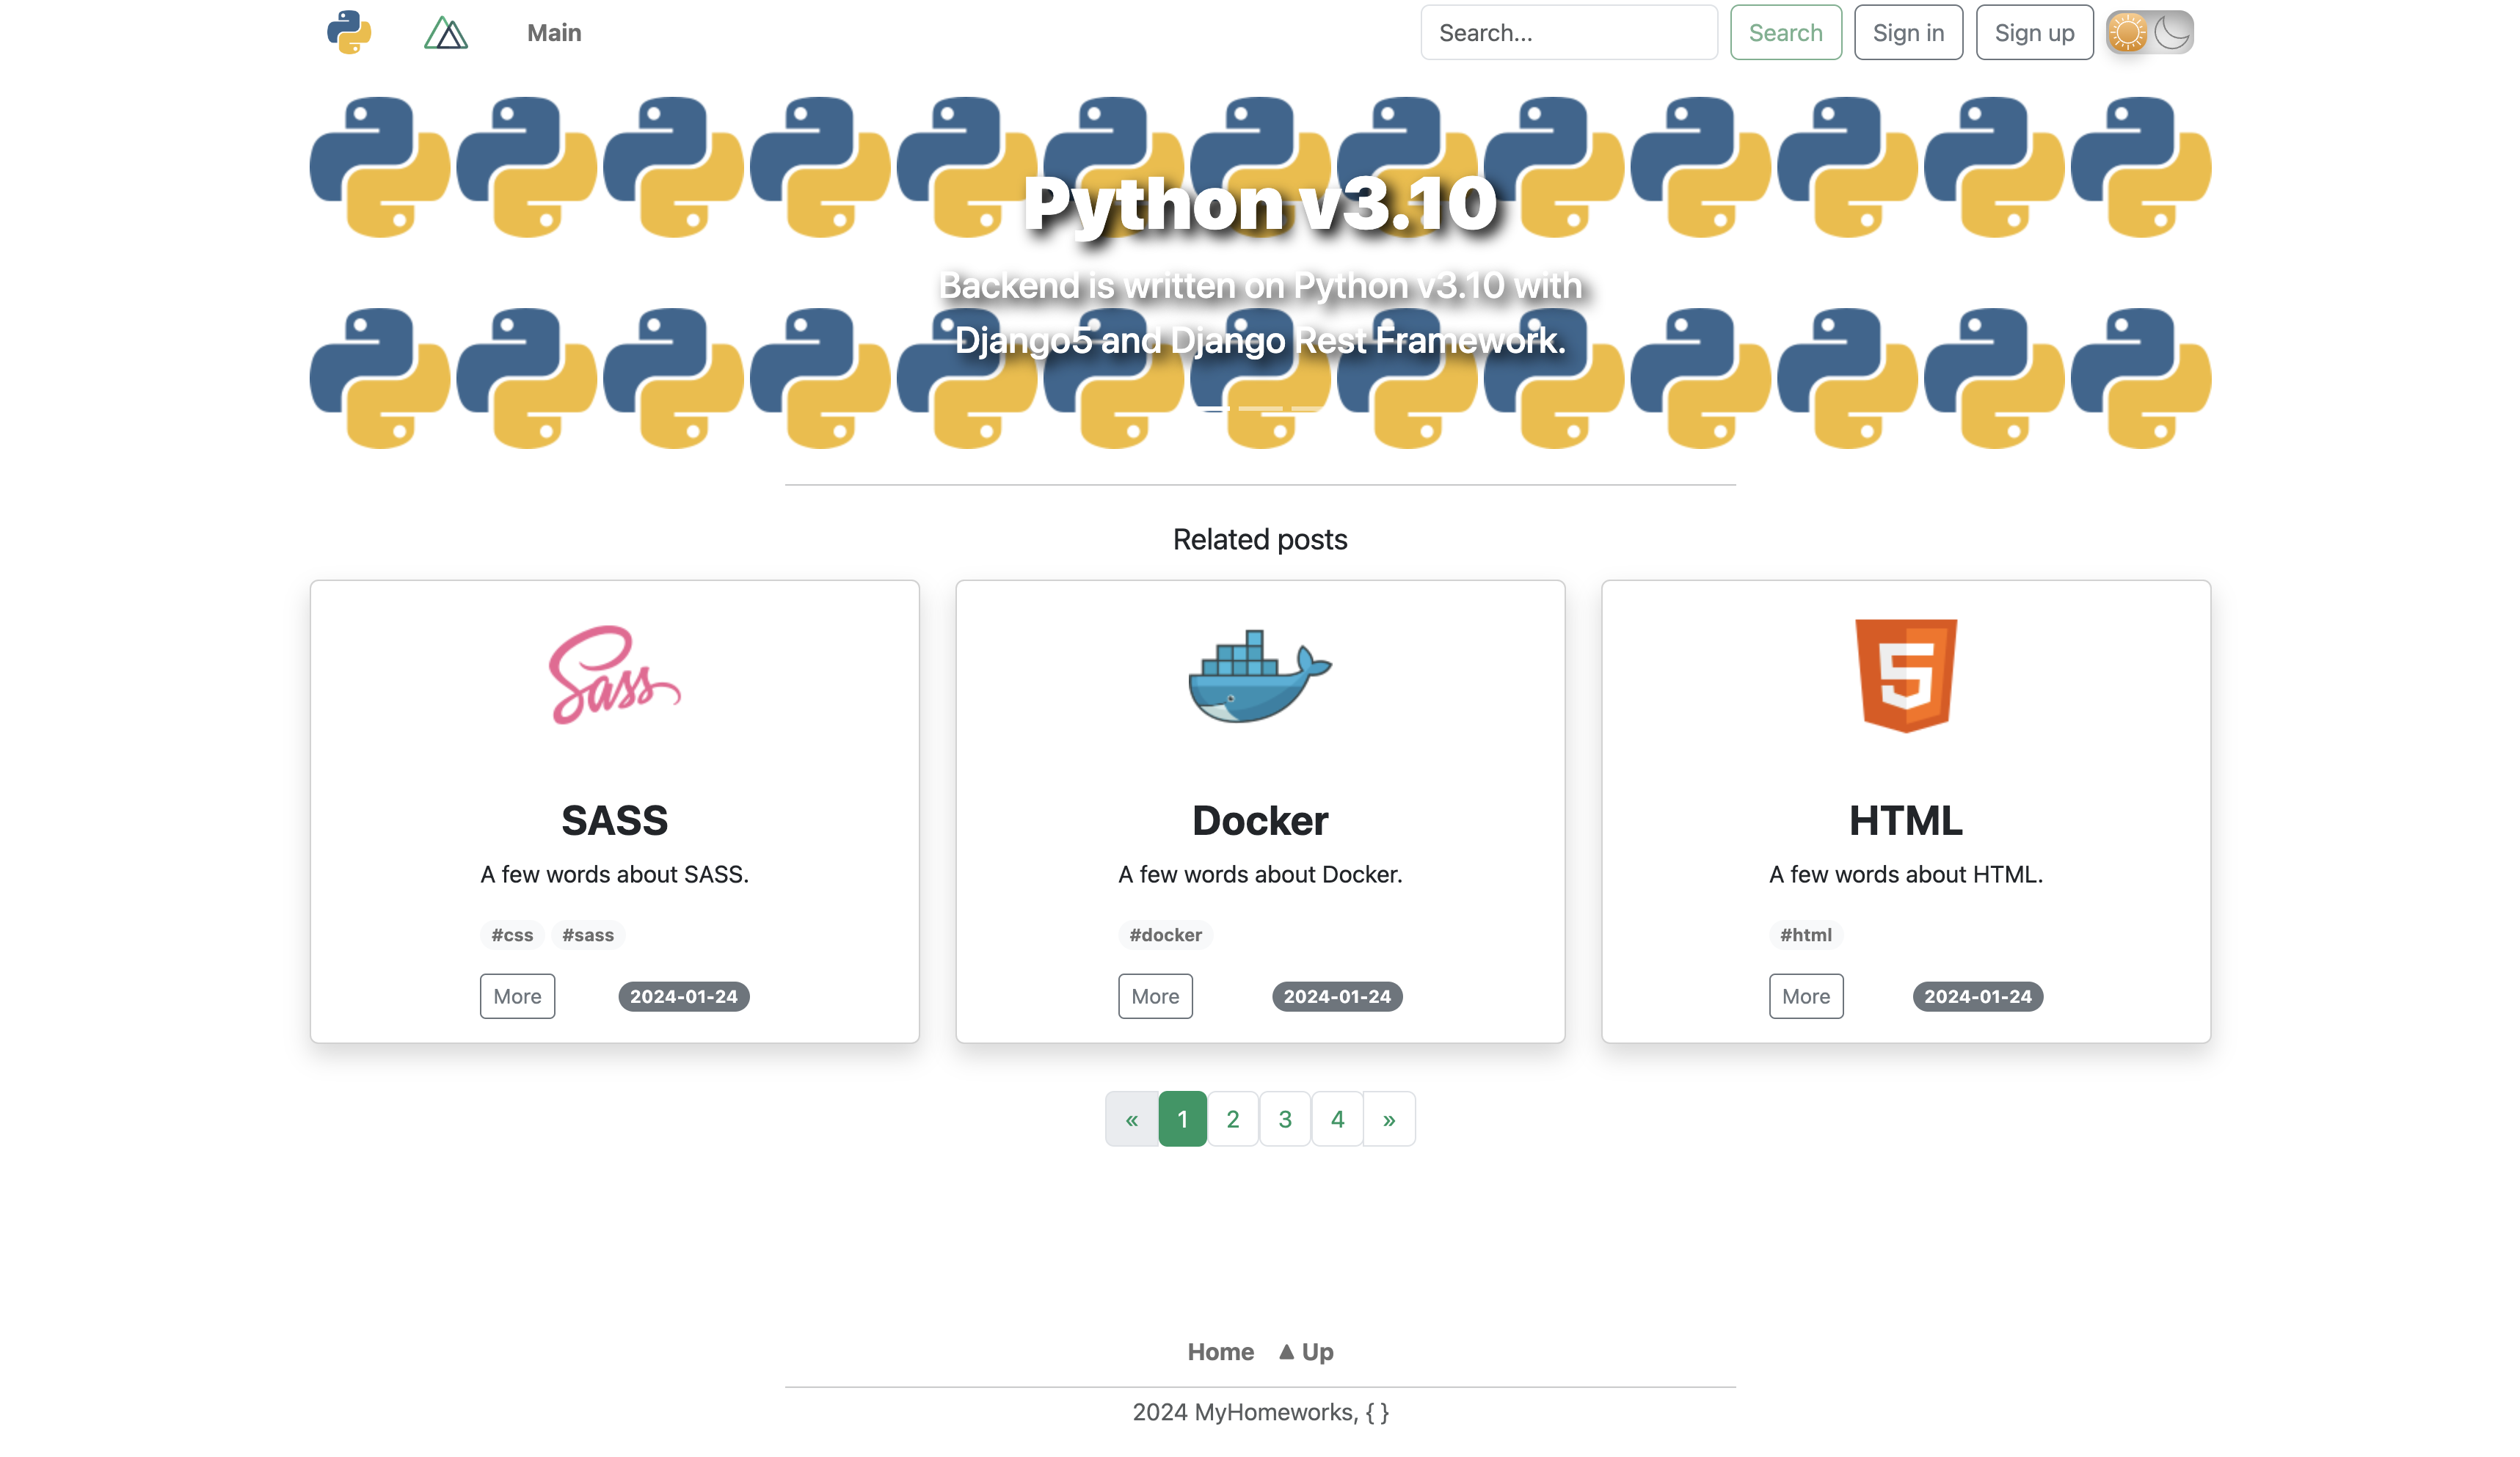 Main
Search...
Search
Sign in
Sign up
Python v3.10
Backend is written on Python v3.10 with
Django5 and Django Rest Framework.
Related posts
Sass
SASS
A few words about SASS.
#css #sass
More
2024-01-24
Docker
A few words about Docker.
#docker
More
2024-01-24
5
HTML
A few words about HTML.
#html
More
2024-01-24
« 1 2 3 4 »
Home ▲ Up
2024 MyHomeworks, { }